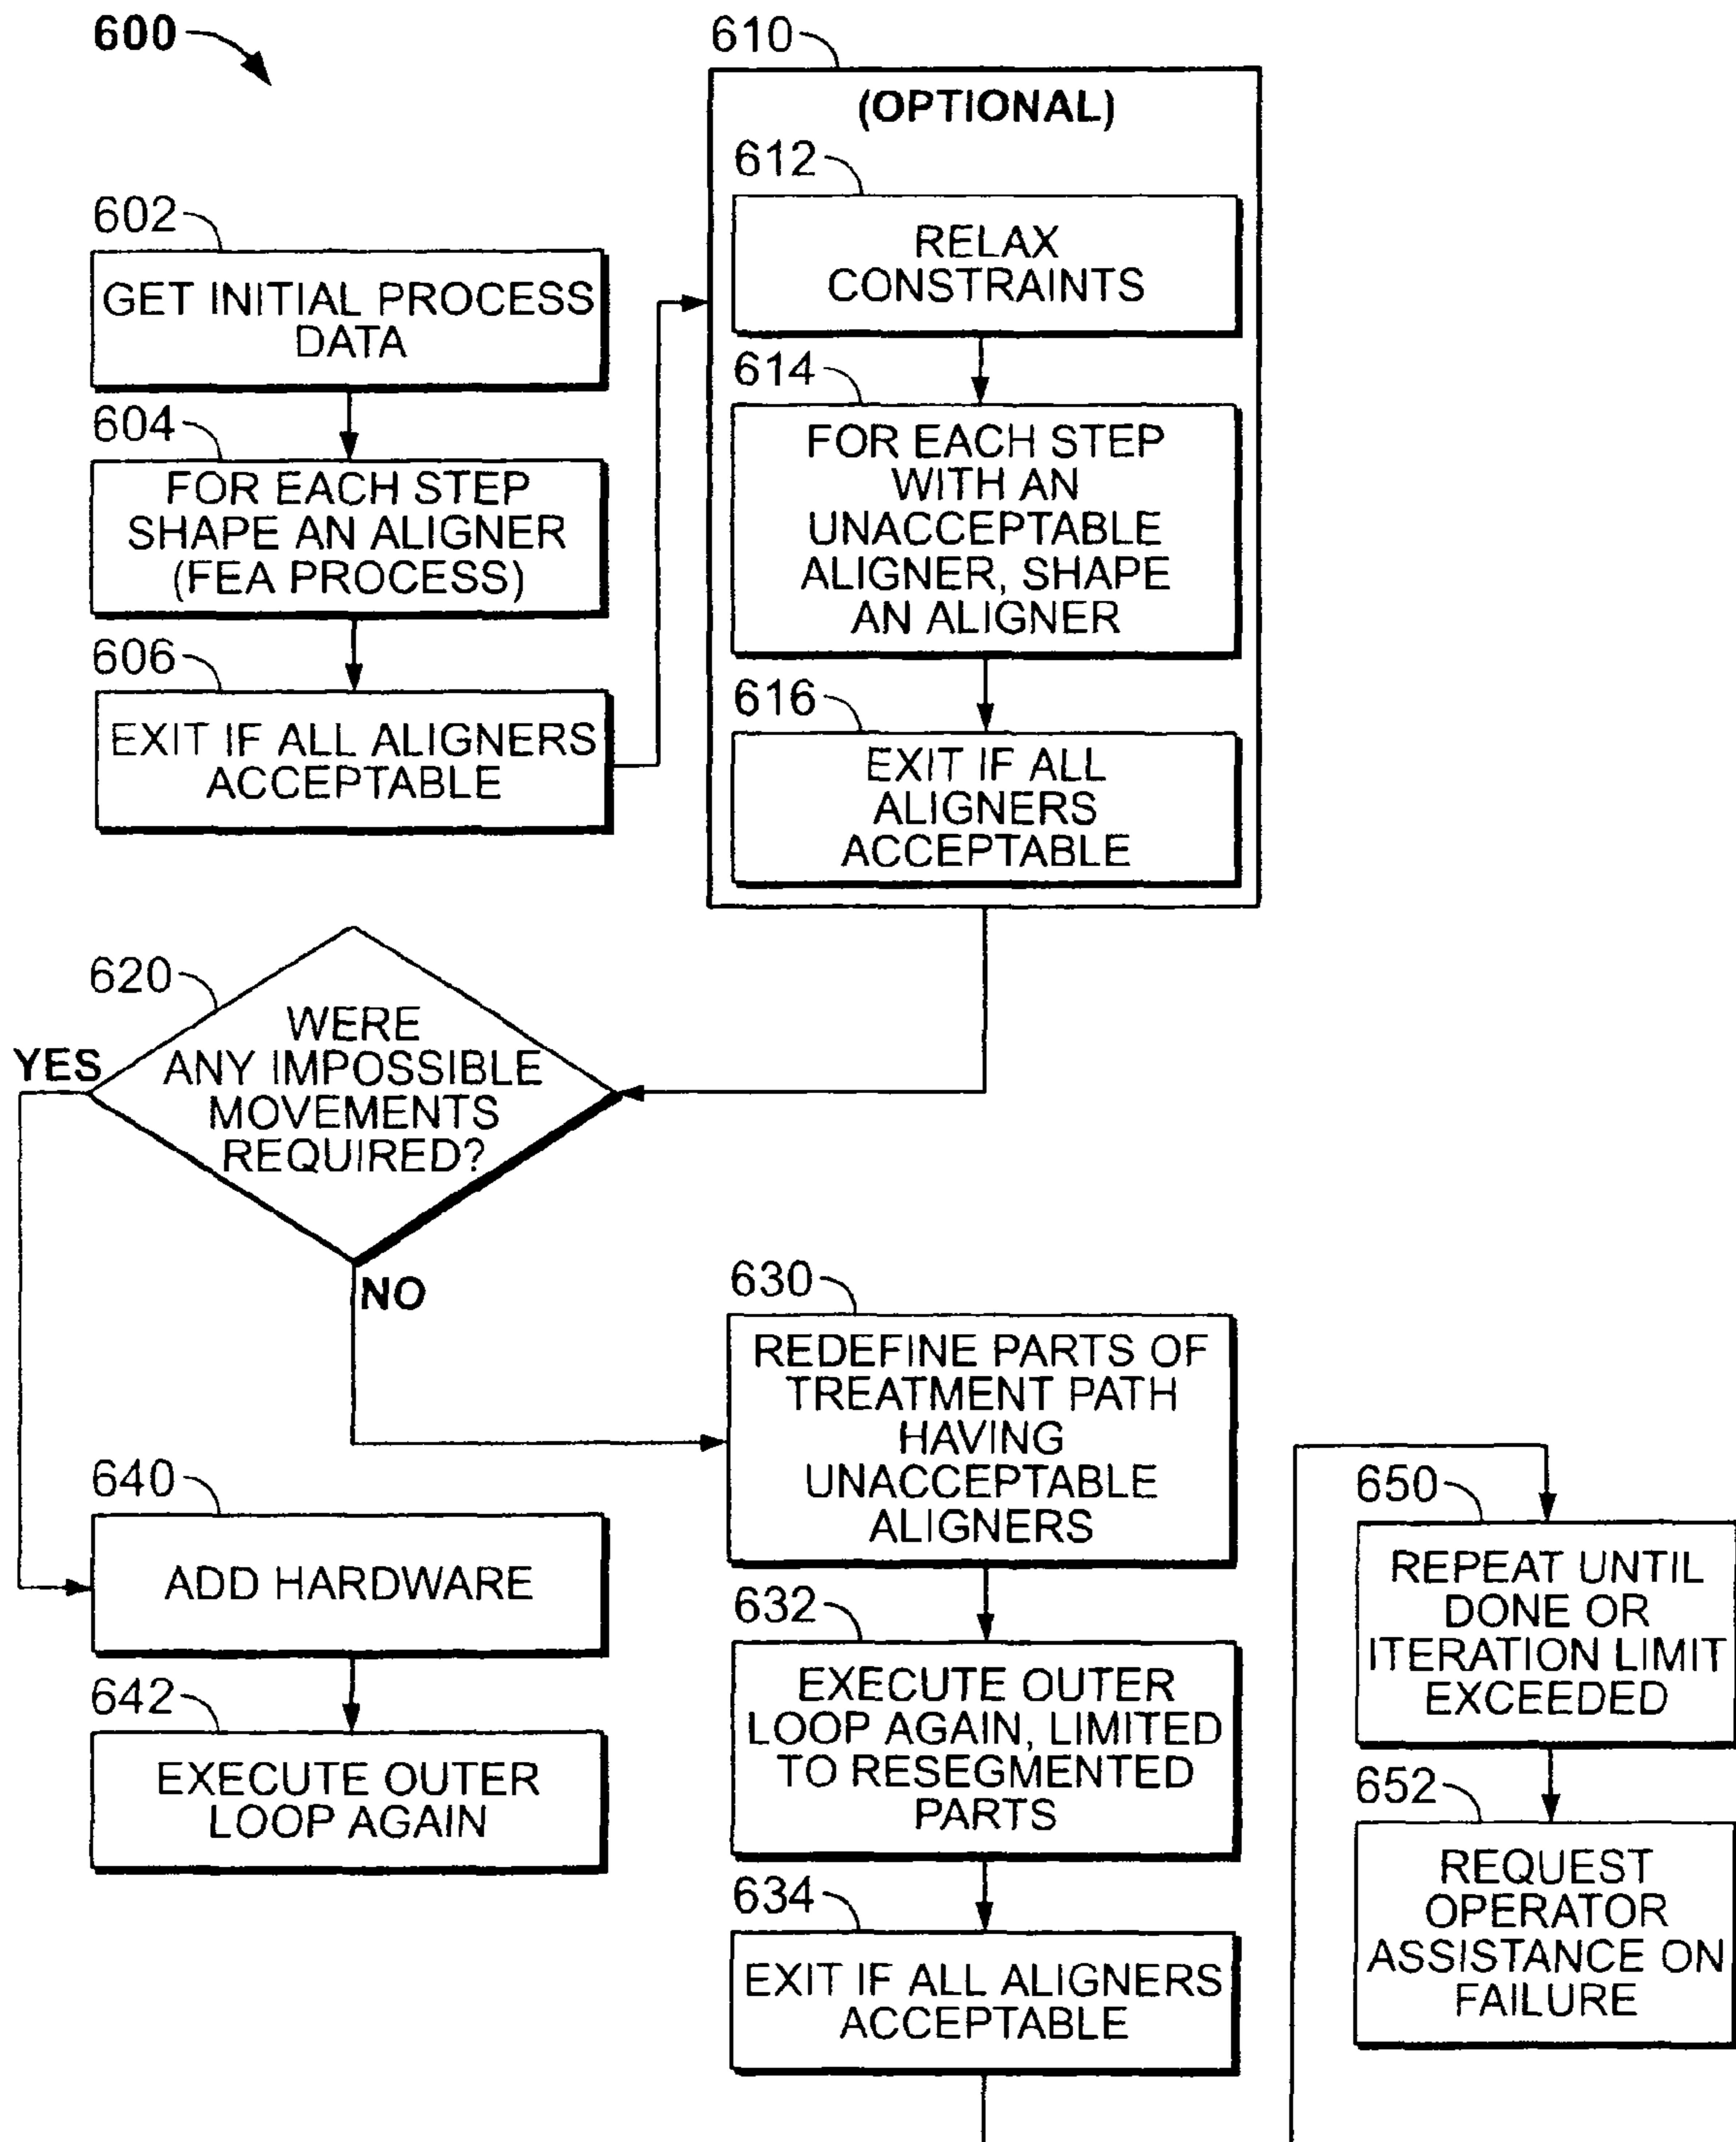 600
602
GET INITIAL PROCESS
DATA
604
FOR EACH STEP
SHAPE AN ALIGNER
(FEA PROCESS)
606
EXIT IF ALL ALIGNERS
ACCEPTABLE
610
(OPTIONAL)
612
RELAX
CONSTRAINTS
614
FOR EACH STEP
WITH AN
UNACCEPTABLE
ALIGNER, SHAPE
AN ALIGNER
616
EXIT IF ALL
ALIGNERS
ACCEPTABLE
620
WERE
ANY IMPOSSIBLE
MOVEMENTS
REQUIRED?
YES
NO
630
REDEFINE PARTS OF
TREATMENT PATH
HAVING
UNACCEPTABLE
ALIGNERS
632
EXECUTE OUTER
LOOP AGAIN, LIMITED
TO RESEGMENTED
PARTS
634
EXIT IF ALL ALIGNERS
ACCEPTABLE
640
ADD HARDWARE
642
EXECUTE OUTER
LOOP AGAIN
650
REPEAT UNTIL
DONE OR
ITERATION LIMIT
EXCEEDED
652
REQUEST
OPERATOR
ASSISTANCE ON
FAILURE